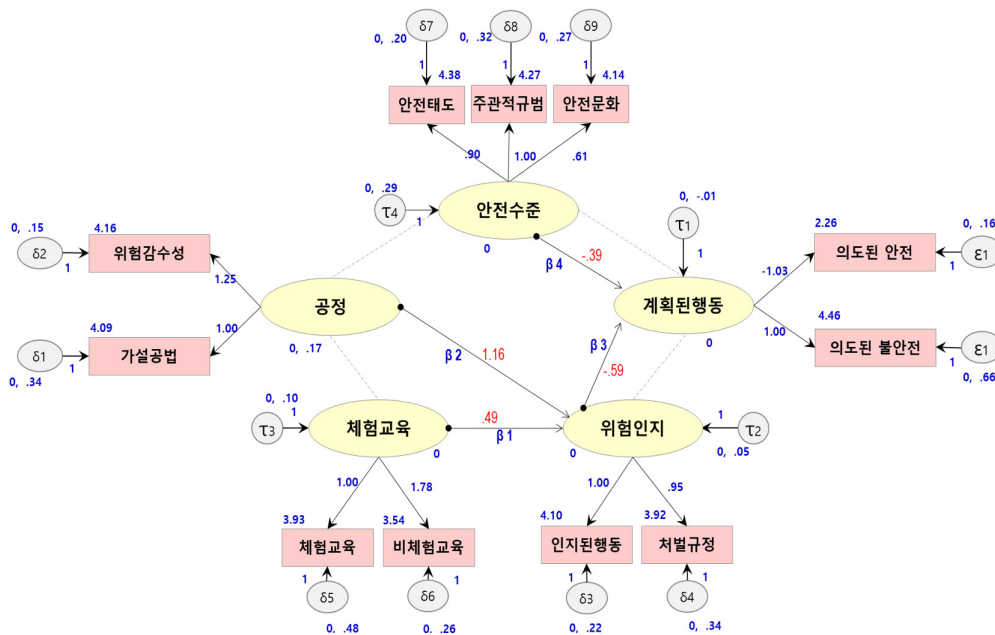 δ7
δ8
δ9
0, .20
0, .32
0, .27
1
1
1
4.38
4.27
4.14
안전태도
주관적규범
안전문화
.90
1.00
.61
0, .29
τ4
1
안전수준
0
0, -.01
τ1
1
β4
-.39
0, .15
δ2
1
4.16
위험감수성
1.25
4.09
가설공법
1.00
δ1
1
0, .34
공정
0, .17
계획된행동
0
2.26
의도된 안전
-1.03
0, .16
ε1
1
4.46
의도된 불안전
1.00
ε1
1
0, .66
β2
1.16
β3
-.59
0, .10
1
τ3
체험교육
0
.49
β1
위험인지
0
1
τ2
0, .05
1.00
1.78
1.00
.95
3.93
3.54
4.10
3.92
체험교육
비체험교육
인지된행동
처벌규정
1
1
1
1
δ5
δ6
δ3
δ4
0, .48
0, .26
0, .22
0, .34